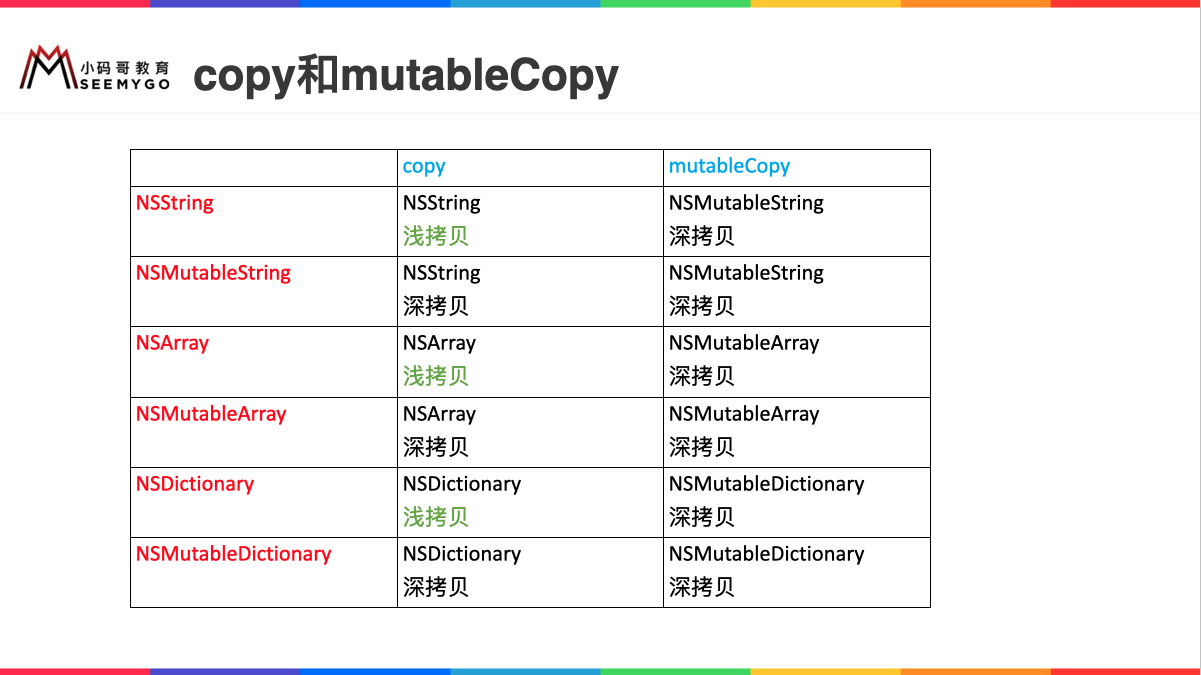 小码哥教育
SEEMYGO
copy和mutableCopy
copy
mutableCopy
NSString
NSString
浅拷贝
NSMutableString
深拷贝
NSMutableString
NSString
深拷贝
NSMutableString
深拷贝
NSArray
NSArray
浅拷贝
NSMutableArray
深拷贝
NSMutableArray
NSArray
深拷贝
NSMutableArray
深拷贝
NSDictionary
NSDictionary
浅拷贝
NSMutableDictionary
深拷贝
NSMutableDictionary
NSDictionary
深拷贝
NSMutableDictionary
深拷贝